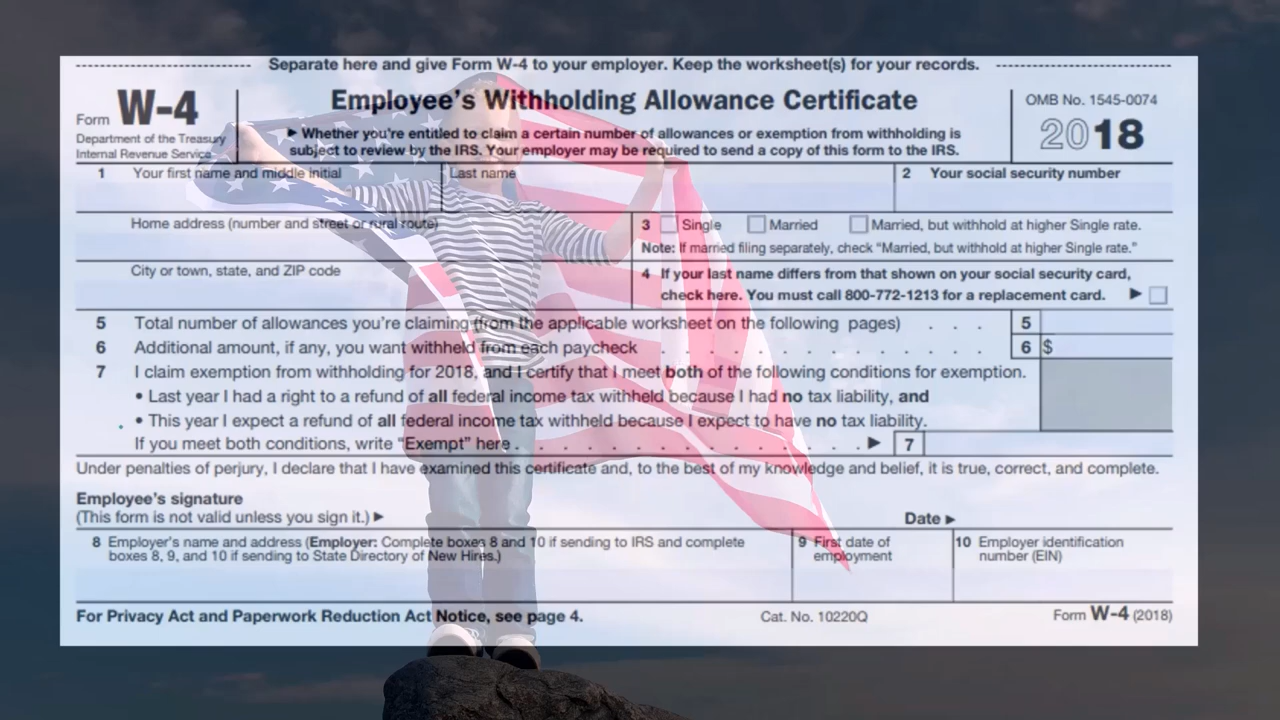 Separate here and give Form W-4 to your employer. Keep the worksheet(s) for your records.
Form W-4
Department of the Treasury
Internal Revenue Service
Employee's Withholding Allowance Certificate
▶ Whether you're entitled to claim a certain number of allowances or exemption from withholding is
subject to review by the IRS. Your employer may be required to send a copy of this form to the IRS.
OMB No. 1545-0074
2018
1 Your first name and middle initial
Last name
2 Your social security number
Home address (number and street or rural route)
3 Single Married Married, but withhold at higher Single rate.
Note: If married filing separately, check “Married, but withhold at higher Single rate.”
City or town, state, and ZIP code
4 If your last name differs from that shown on your social security card,
check here. You must call 800-772-1213 for a replacement card. ▶
5 Total number of allowances you're claiming (from the applicable worksheet on the following pages) . . . 5
6 Additional amount, if any, you want withheld from each paycheck . . . . . . . . . . . . . . 6 $
7 I claim exemption from withholding for 2018, and I certify that I meet both of the following conditions for exemption.
• Last year I had a right to a refund of all federal income tax withheld because I had no tax liability, and
• This year I expect a refund of all federal income tax withheld because I expect to have no tax liability.
If you meet both conditions, write “Exempt” here . . . . . . . . . . . . . . . ▶ 7
Under penalties of perjury, I declare that I have examined this certificate and, to the best of my knowledge and belief, it is true, correct, and complete.
Employee's signature
(This form is not valid unless you sign it.) ▶
Date ▶
8 Employer's name and address (Employer: Complete boxes 8 and 10 if sending to IRS and complete
boxes 8, 9, and 10 if sending to State Directory of New Hires.)
9 First date of
employment
10 Employer identification
number (EIN)
For Privacy Act and Paperwork Reduction Act Notice, see page 4.
Cat. No. 10220Q
Form W-4 (2018)